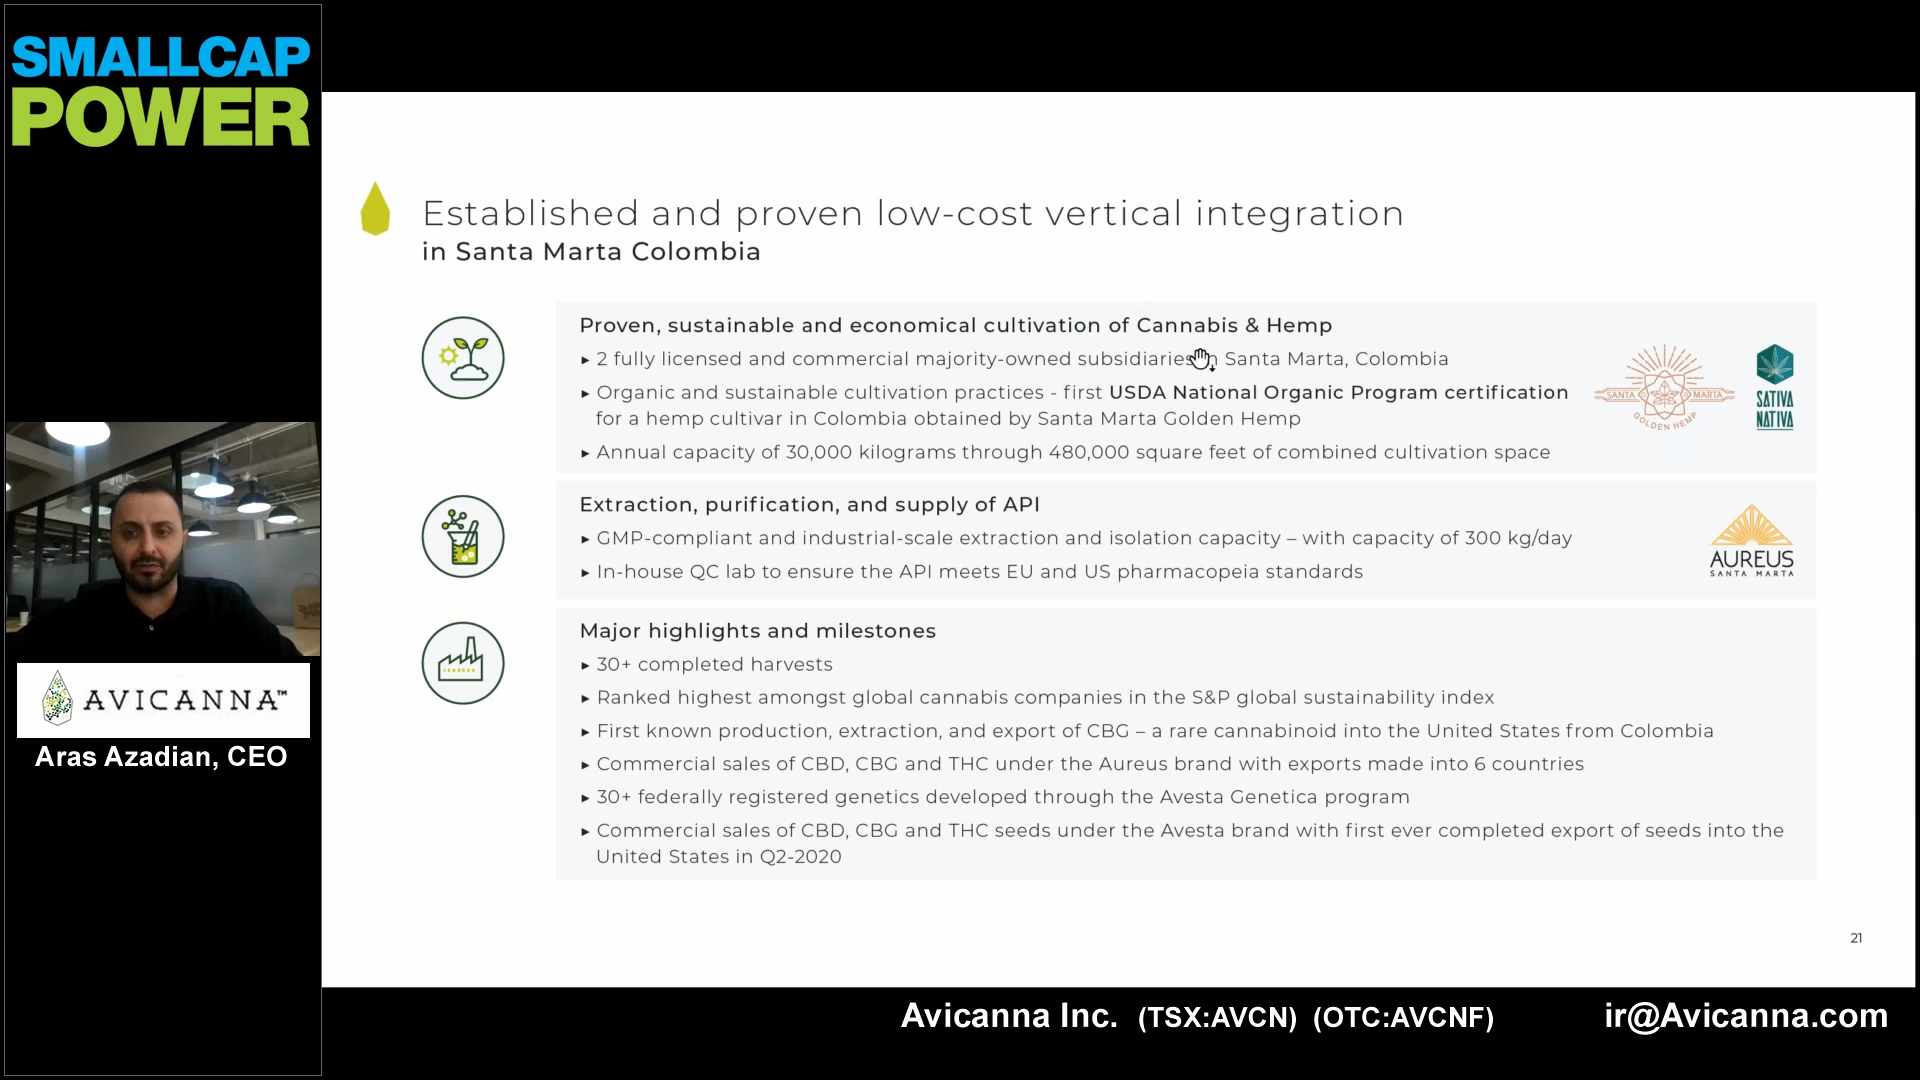 SMALLCAP
POWER
Established and proven low-cost vertical integration
in Santa Marta Colombia
Proven, sustainable and economical cultivation of Cannabis & Hemp
▸ 2 fully licensed and commercial majority-owned subsidiaries in Santa Marta, Colombia
▸ Organic and sustainable cultivation practices - first USDA National Organic Program certification
for a hemp cultivar in Colombia obtained by Santa Marta Golden Hemp
▸ Annual capacity of 30,000 kilograms through 480,000 square feet of combined cultivation space
SANTA MARTA
GOLDEN HEMP
SATIVA
NATIVA
Extraction, purification, and supply of API
▸ GMP-compliant and industrial-scale extraction and isolation capacity – with capacity of 300 kg/day
▸ In-house QC lab to ensure the API meets EU and US pharmacopeia standards
AUREUS
SANTA MARTA
Major highlights and milestones
▸ 30+ completed harvests
▸ Ranked highest amongst global cannabis companies in the S&P global sustainability index
▸ First known production, extraction, and export of CBG – a rare cannabinoid into the United States from Colombia
▸ Commercial sales of CBD, CBG and THC under the Aureus brand with exports made into 6 countries
▸ 30+ federally registered genetics developed through the Avesta Genetica program
▸ Commercial sales of CBD, CBG and THC seeds under the Avesta brand with first ever completed export of seeds into the
United States in Q2-2020
21
AVICANNA™
Aras Azadian, CEO
Avicanna Inc. (TSX:AVCN) (OTC:AVCNF) ir@Avicanna.com